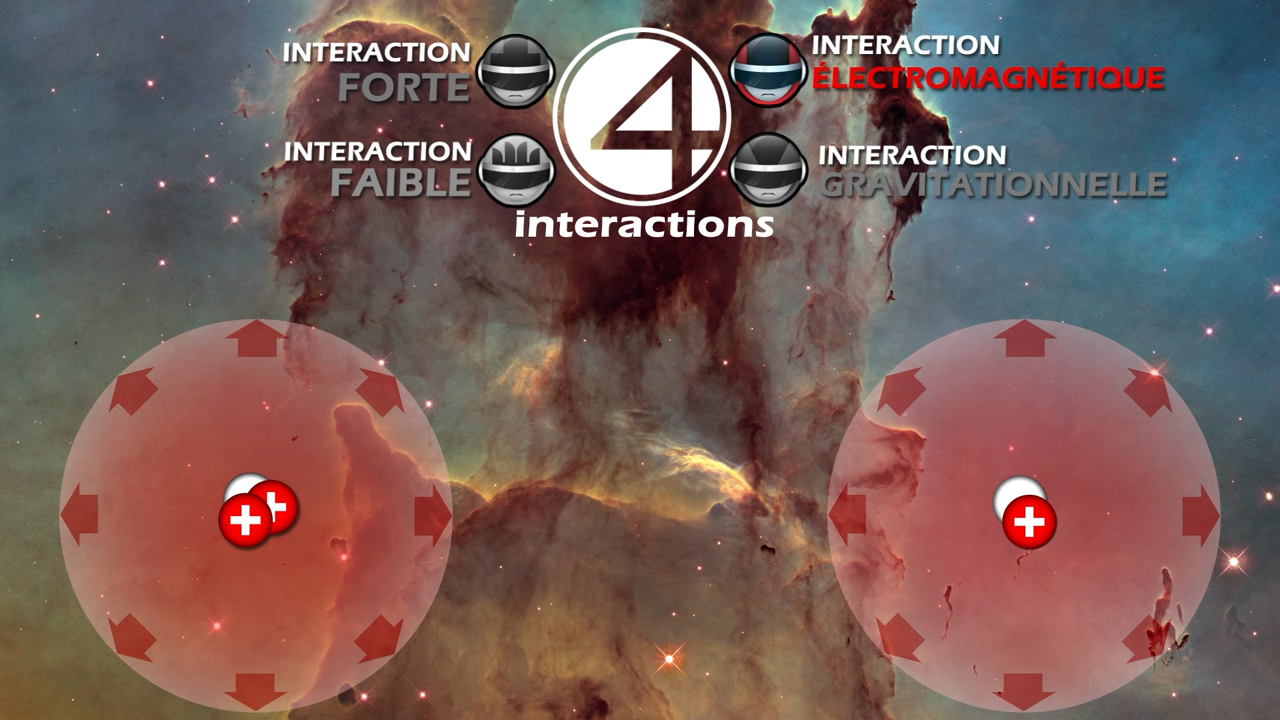 INTERACTION
FORTE
INTERACTION
FAIBLE
4
interactions
INTERACTION
ÉLECTROMAGNÉTIQUE
INTERACTION
GRAVITATIONNELLE